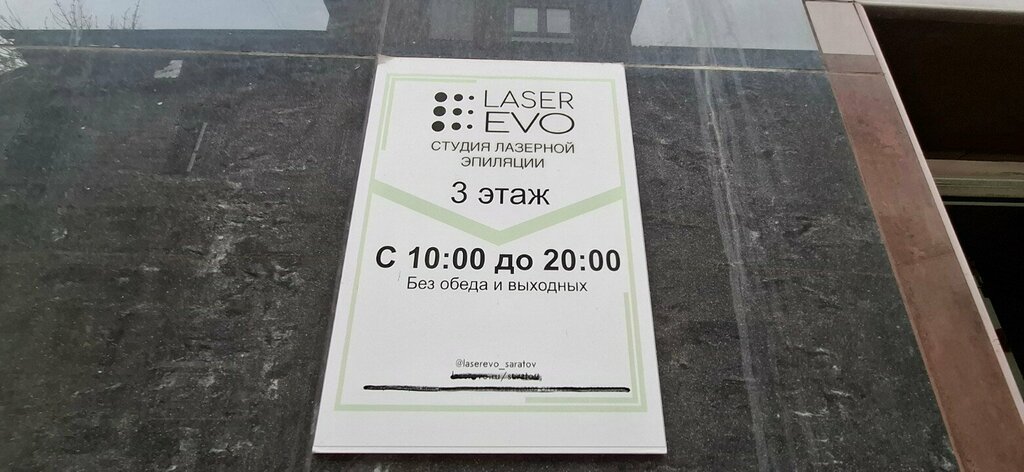 LASER
EVO
СТУДИЯ ЛАЗЕРНОЙ
ЭПИЛЯЦИИ
3 этаж
С 10:00 до 20:00
Без обеда и выходных
@laserevo_saratov